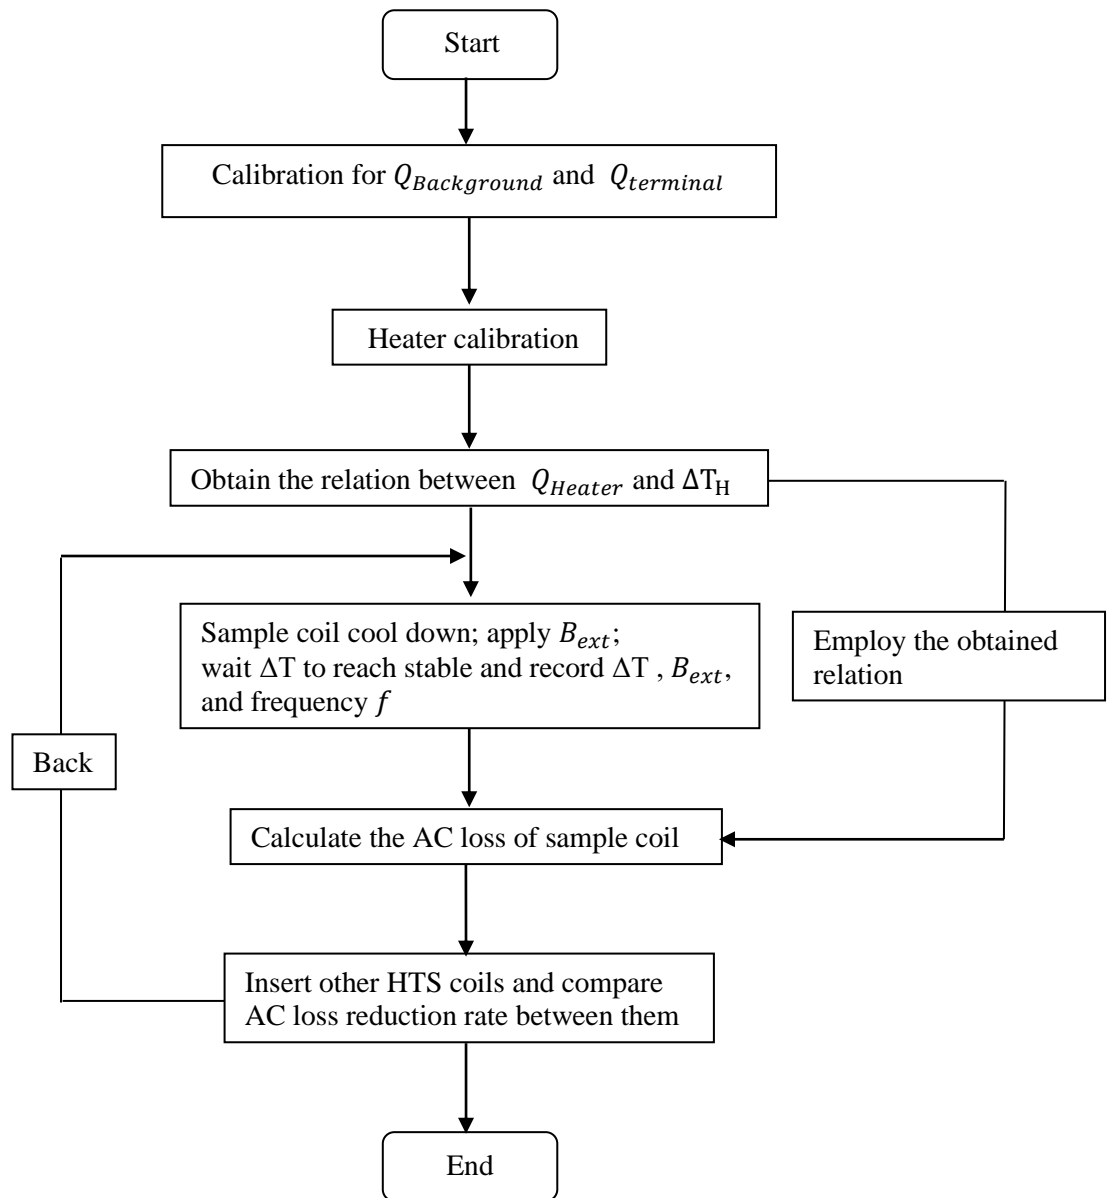 Start
Calibration for Q_Background and Q_terminal
Heater calibration
Obtain the relation between Q_Heater and ΔT_H
Sample coil cool down; apply B_ext;
wait ΔT to reach stable and record ΔT , B_ext,
and frequency f
Employ the obtained
relation
Back
Calculate the AC loss of sample coil
Insert other HTS coils and compare
AC loss reduction rate between them
End